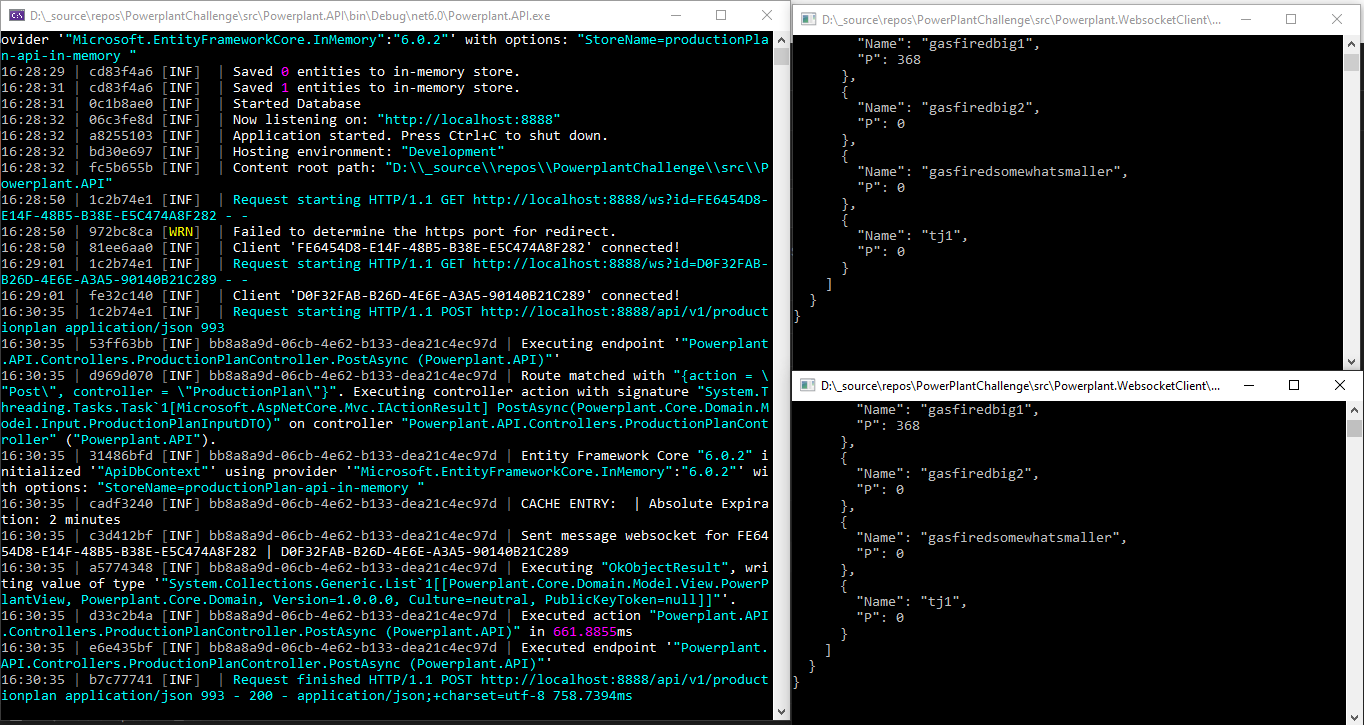 D:\_source\repos\PowerplantChallenge\src\Powerplant.API\bin\Debug\net6.0\Powerplant.API.exe
ovider '"Microsoft.EntityFrameworkCore.InMemory":"6.0.2"' with options: "StoreName=productionPla
n-api-in-memory "
16:28:29 | cd83f4a6 [INF]  | Saved 0 entities to in-memory store.
16:28:31 | cd83f4a6 [INF]  | Saved 1 entities to in-memory store.
16:28:31 | 0c1b8ae0 [INF]  | Started Database
16:28:32 | 06c3fe8d [INF]  | Now listening on: "http://localhost:8888"
16:28:32 | a8255103 [INF]  | Application started. Press Ctrl+C to shut down.
16:28:32 | bd30e697 [INF]  | Hosting environment: "Development"
16:28:32 | fc5b655b [INF]  | Content root path: "D:\\_source\\repos\\PowerplantChallenge\\src\\P
owerplant.API"
16:28:50 | 1c2b74e1 [INF]  | Request starting HTTP/1.1 GET http://localhost:8888/ws?id=FE6454D8-
E14F-48B5-B38E-E5C474A8F282 - -
16:28:50 | 972bc8ca [WRN]  | Failed to determine the https port for redirect.
16:28:50 | 81ee6aa0 [INF]  | Client 'FE6454D8-E14F-48B5-B38E-E5C474A8F282' connected!
16:29:01 | 1c2b74e1 [INF]  | Request starting HTTP/1.1 GET http://localhost:8888/ws?id=D0F32FAB-
B26D-4E6E-A3A5-90140B21C289 - -
16:29:01 | fe32c140 [INF]  | Client 'D0F32FAB-B26D-4E6E-A3A5-90140B21C289' connected!
16:30:35 | 1c2b74e1 [INF]  | Request starting HTTP/1.1 POST http://localhost:8888/api/v1/product
ionplan application/json 993
16:30:35 | 53ff63bb [INF] bb8a8a9d-06cb-4e62-b133-dea21c4ec97d | Executing endpoint '"Powerplant
.API.Controllers.ProductionPlanController.PostAsync (Powerplant.API)"'
16:30:35 | d969d070 [INF] bb8a8a9d-06cb-4e62-b133-dea21c4ec97d | Route matched with "{action = \
"Post\", controller = \"ProductionPlan\"}". Executing controller action with signature "System.T
hreading.Tasks.Task`1[Microsoft.AspNetCore.Mvc.IActionResult] PostAsync(Powerplant.Core.Domain.M
odel.Input.ProductionPlanInputDTO)" on controller "Powerplant.API.Controllers.ProductionPlanCont
roller" ("Powerplant.API").
16:30:35 | 31486bfd [INF] bb8a8a9d-06cb-4e62-b133-dea21c4ec97d | Entity Framework Core "6.0.2" i
nitialized '"ApiDbContext"' using provider '"Microsoft.EntityFrameworkCore.InMemory":"6.0.2"' wi
th options: "StoreName=productionPlan-api-in-memory "
16:30:35 | cadf3240 [INF] bb8a8a9d-06cb-4e62-b133-dea21c4ec97d | CACHE ENTRY:  | Absolute Expira
tion: 2 minutes
16:30:35 | c3d412bf [INF] bb8a8a9d-06cb-4e62-b133-dea21c4ec97d | Sent message websocket for FE64
54D8-E14F-48B5-B38E-E5C474A8F282 | D0F32FAB-B26D-4E6E-A3A5-90140B21C289
16:30:35 | a5774348 [INF] bb8a8a9d-06cb-4e62-b133-dea21c4ec97d | Executing "OkObjectResult", wri
ting value of type '"System.Collections.Generic.List`1[[Powerplant.Core.Domain.Model.View.PowerP
lantView, Powerplant.Core.Domain, Version=1.0.0.0, Culture=neutral, PublicKeyToken=null]]"'.
16:30:35 | d33c2b4a [INF] bb8a8a9d-06cb-4e62-b133-dea21c4ec97d | Executed action "Powerplant.API
.Controllers.ProductionPlanController.PostAsync (Powerplant.API)" in 661.8855ms
16:30:35 | e6e435bf [INF] bb8a8a9d-06cb-4e62-b133-dea21c4ec97d | Executed endpoint '"Powerplant.
API.Controllers.ProductionPlanController.PostAsync (Powerplant.API)"'
16:30:35 | b7c77741 [INF]  | Request finished HTTP/1.1 POST http://localhost:8888/api/v1/product
ionplan application/json 993 - 200 - application/json;+charset=utf-8 758.7394ms
D:\_source\repos\PowerPlantChallenge\src\Powerplant.WebsocketClient\...
"Name": "gasfiredbig1",
"P": 368
},
{
"Name": "gasfiredbig2",
"P": 0
},
{
"Name": "gasfiredsomewhatsmaller",
"P": 0
},
{
"Name": "tj1",
"P": 0
}
]
}
}
D:\_source\repos\PowerPlantChallenge\src\Powerplant.WebsocketClient\...
"Name": "gasfiredbig1",
"P": 368
},
{
"Name": "gasfiredbig2",
"P": 0
},
{
"Name": "gasfiredsomewhatsmaller",
"P": 0
},
{
"Name": "tj1",
"P": 0
}
]
}
}